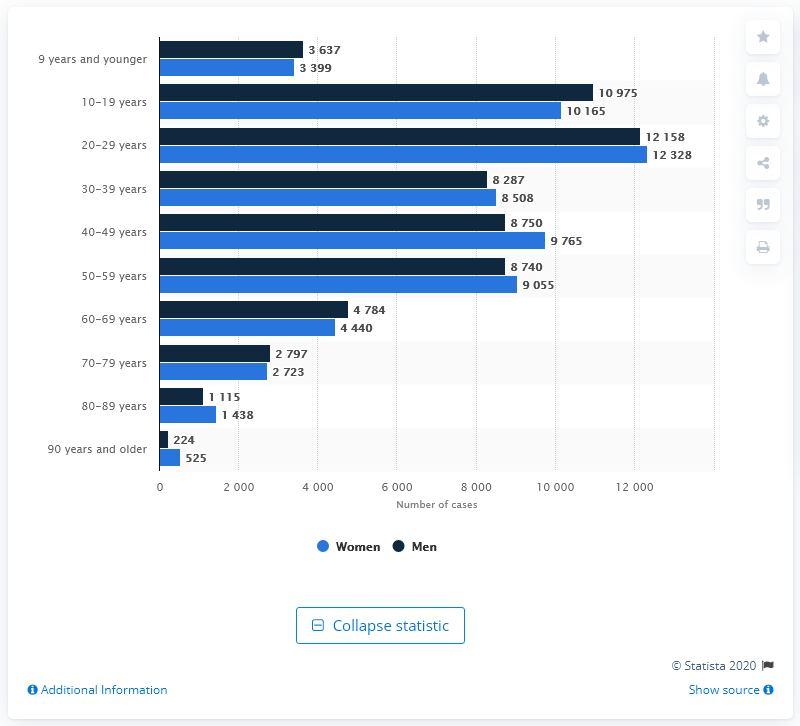 9 years and younger 3 637
3 399
10–19 years 10 975
10 165
20–29 years 12 158
12 328
30–39 years 8 287
8 508
40–49 years 8 750
9 765
50–59 years 8 740
9 055
60–69 years 4 784
4 440
70–79 years 2 797
2 723
80–89 years 1 115
1 438
90 years and older 224
525
0 2 000 4 000 6 000 8 000 10 000 12 000
Number of cases
Women Men
Collapse statistic
© Statista 2020
Additional Information Show source